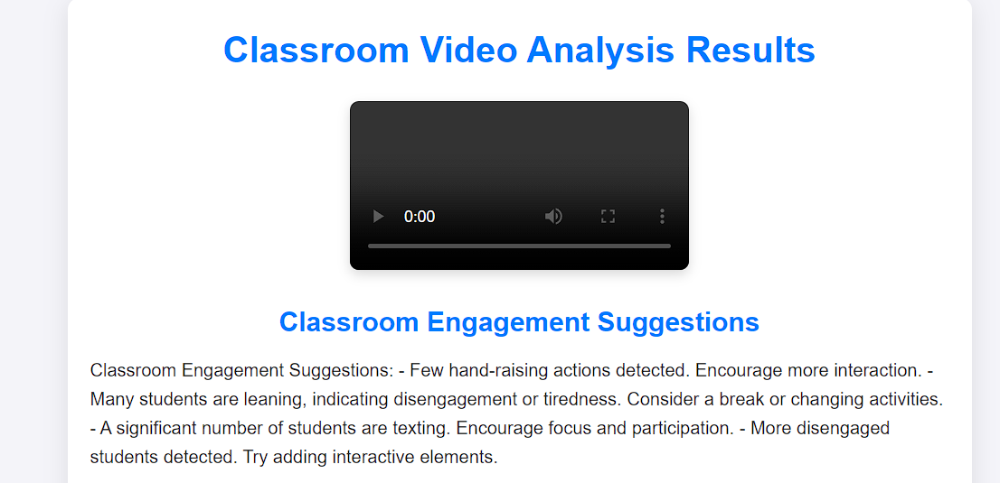 Classroom Video Analysis Results
0:00
Classroom Engagement Suggestions
Classroom Engagement Suggestions: - Few hand-raising actions detected. Encourage more interaction. -
Many students are leaning, indicating disengagement or tiredness. Consider a break or changing activities.
- A significant number of students are texting. Encourage focus and participation. - More disengaged
students detected. Try adding interactive elements.